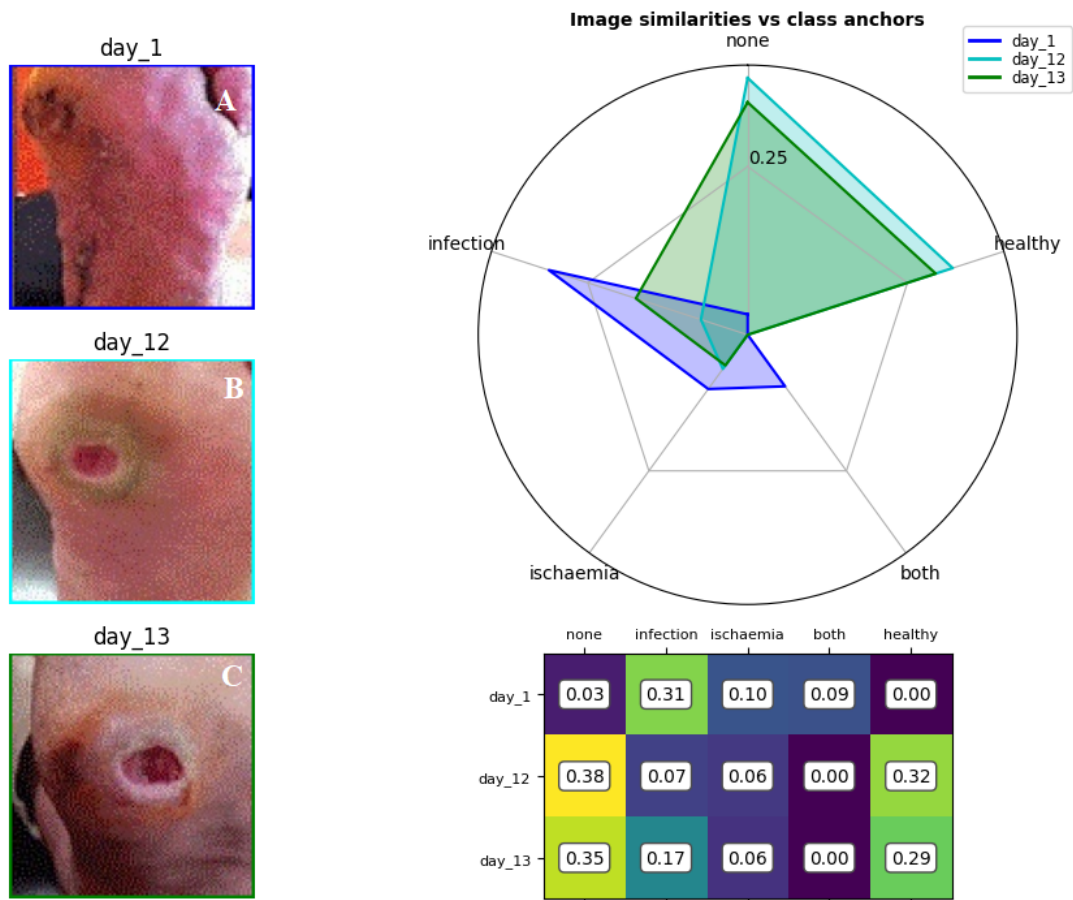 Image similarities vs class anchors
day_1
A
none
day_1
day_12
day_13
0.25
infection
healthy
day_12
B
ischaemia
both
day_13
C
none infection ischaemia both healthy
day_1 0.03 0.31 0.10 0.09 0.00
day_12 0.38 0.07 0.06 0.00 0.32
day_13 0.35 0.17 0.06 0.00 0.29